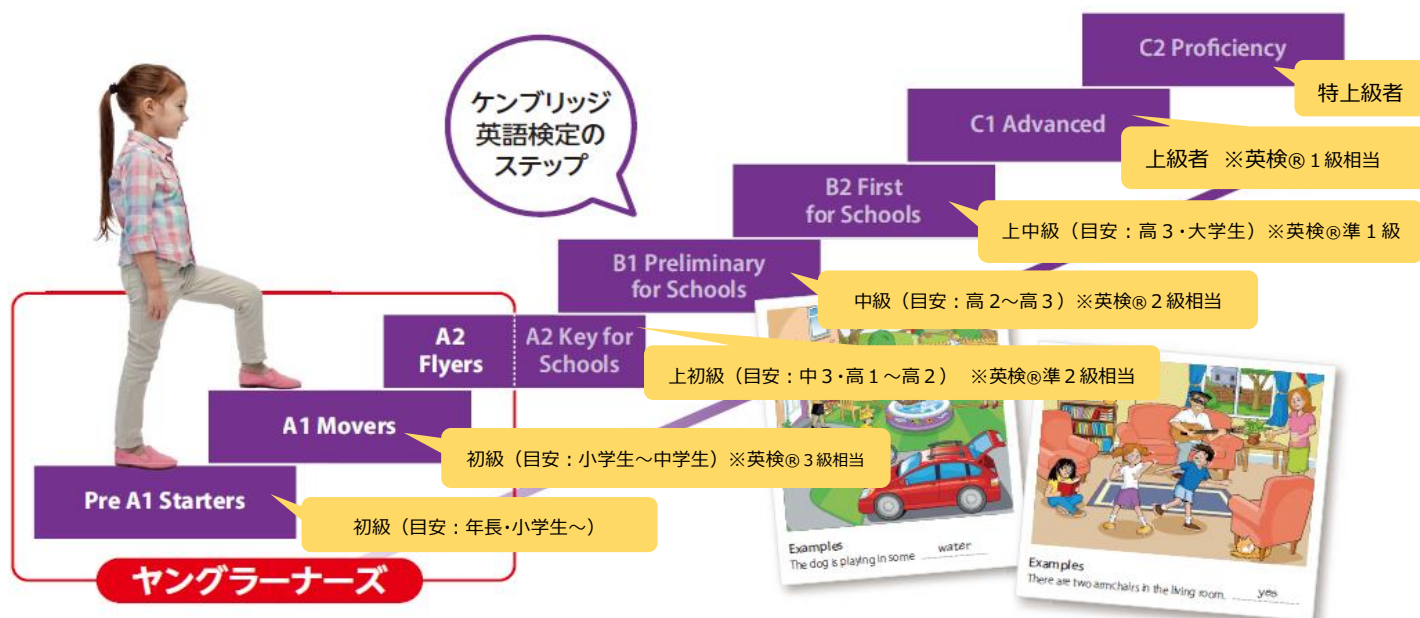 ケンブリッジ
英語検定の
ステップ
C2 Proficiency
特上級者
C1 Advanced
上級者 ※英検®１級相当
B2 First
for Schools
上中級（目安：高３・大学生）※英検®準１級
B1 Preliminary
for Schools
中級（目安：高２～高３）※英検®２級相当
A2
Flyers
A2 Key for
Schools
上初級（目安：中３・高１～高２） ※英検®準２級相当
A1 Movers
初級（目安：小学生～中学生）※英検®３級相当
Pre A1 Starters
初級（目安：年長・小学生～）
ヤングラーナーズ
Examples
The dog is playing in some water
Examples
There are two armchairs in the living room. yes